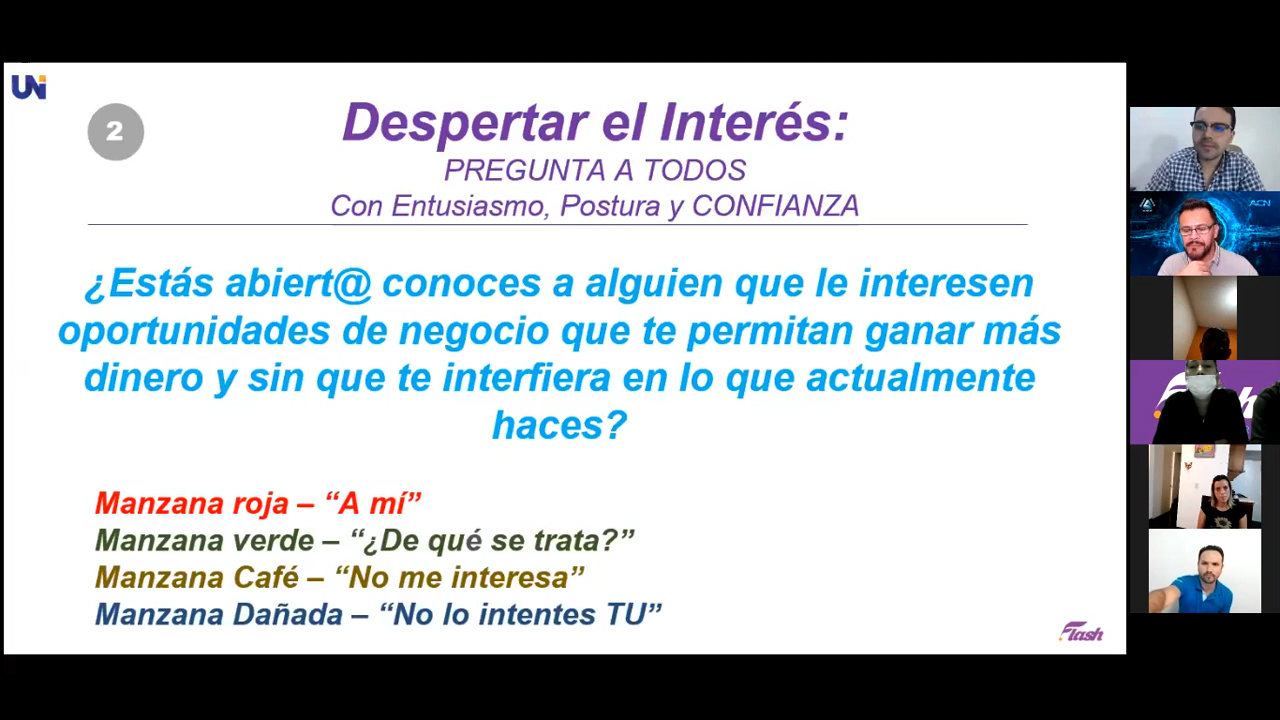 UNi
2
Despertar el Interés:
PREGUNTA A TODOS
Con Entusiasmo, Postura y CONFIANZA
¿Estás abiert@ conoces a alguien que le interesen
oportunidades de negocio que te permitan ganar más
dinero y sin que te interfiera en lo que actualmente
haces?
Manzana roja – “A mí”
Manzana verde – “¿De qué se trata?”
Manzana Café – “No me interesa”
Manzana Dañada – “No lo intentes TU”
Flash
ACN